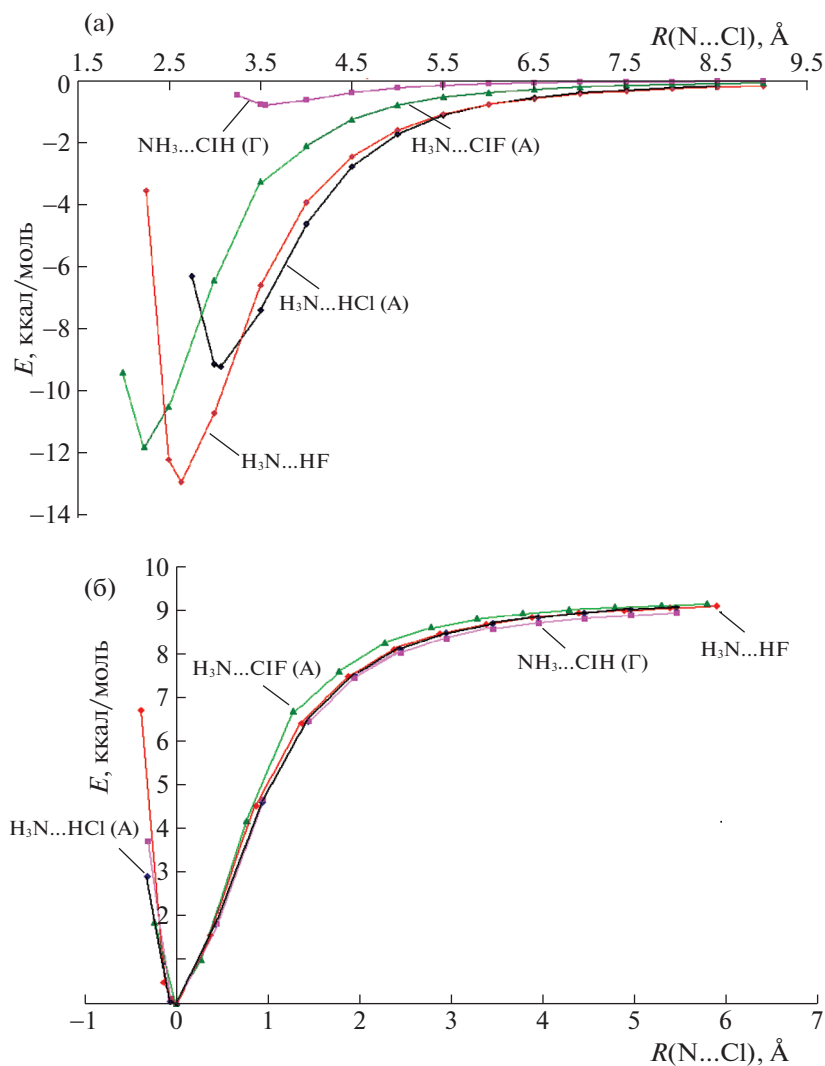 (а)
R(N...Cl), Å
1.5 2.5 3.5 4.5 5.5 6.5 7.5 8.5 9.5
0
−2
−4
−6
−8
−10
−12
−14
E, ккал/моль
NH₃...ClH (Г)
H₃N...ClF (А)
H₃N...HCl (А)
H₃N...HF
(б)
10
9
8
7
6
5
4
3
2
E, ккал/моль
H₃N...ClF (А)
NH₃...ClH (Г)
H₃N...HF
H₃N...HCl (А)
−1 0 1 2 3 4 5 6 7
R(N...Cl), Å